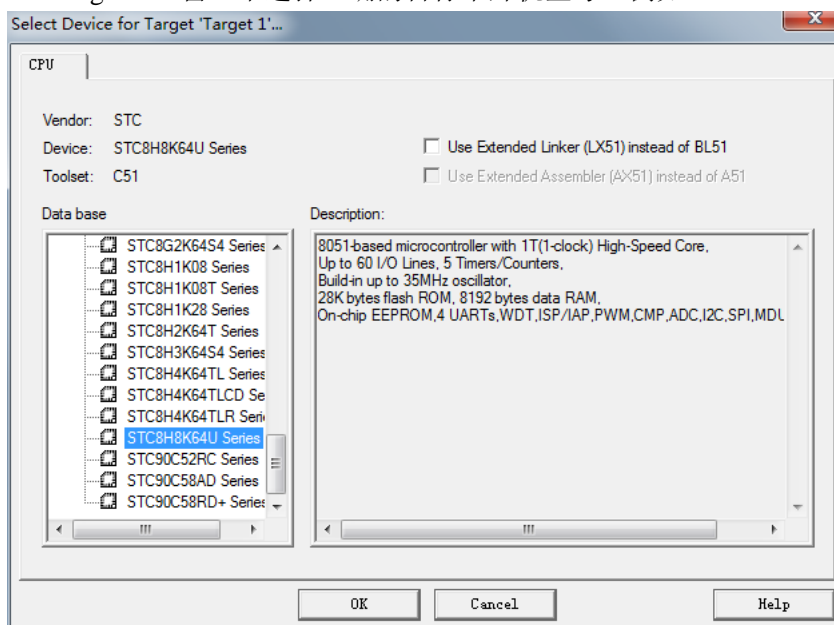 Select Device for Target 'Target 1'...
CPU
Vendor: STC
Device: STC8H8K64U Series
Use Extended Linker (LX51) instead of BL51
Toolset: C51
Use Extended Assembler (AX51) instead of A51
Data base
Description:
STC8G2K64S4 Series
STC8H1K08 Series
STC8H1K08T Series
STC8H1K28 Series
STC8H2K64T Series
STC8H3K64S4 Series
STC8H4K64TL Series
STC8H4K64TLCD Se
STC8H4K64TLR Seri
STC8H8K64U Series
STC90C52RC Series
STC90C58AD Series
STC90C58RD+ Series
8051-based microcontroller with 1T(1-clock) High-Speed Core,
Up to 60 I/O Lines, 5 Timers/Counters,
Build-in up to 35MHz oscillator,
28K bytes flash ROM, 8192 bytes data RAM,
On-chip EEPROM,4 UARTs,WDT,ISP/IAP,PWM,CMP,ADC,I2C,SPI,MDU
OK
Cancel
Help